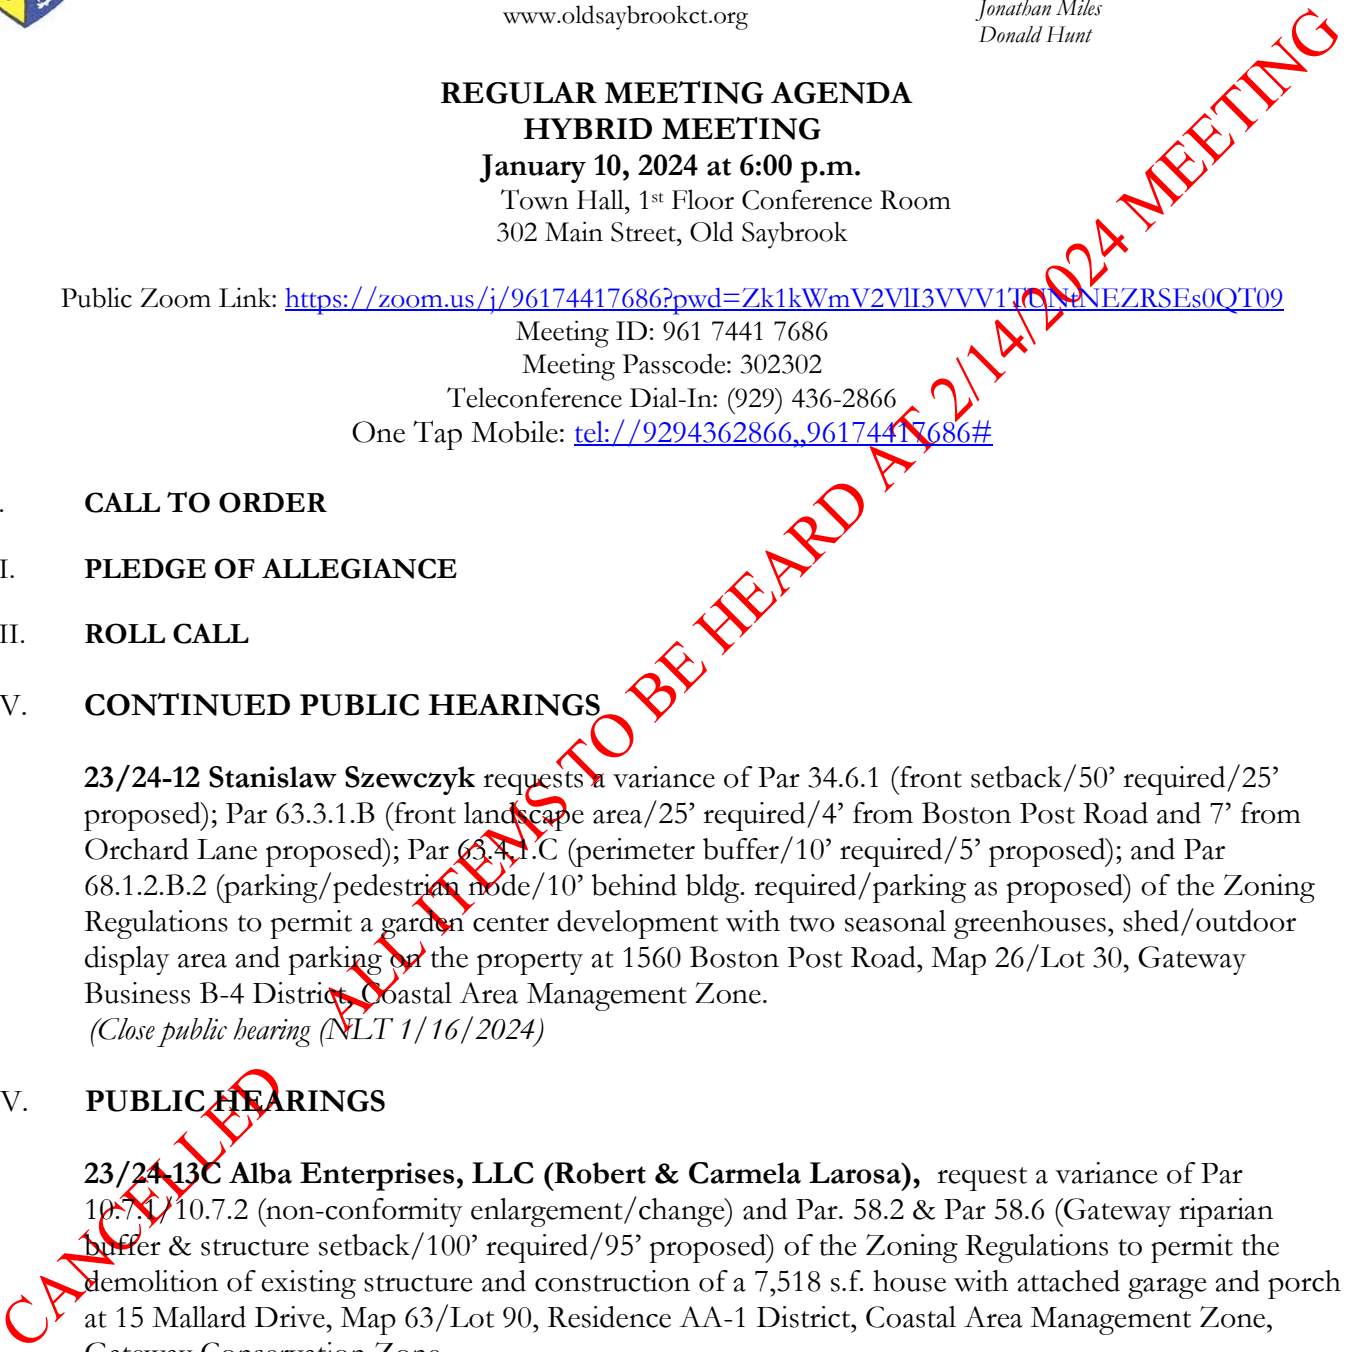 www.oldsaybrookct.org
Jonathan Miles
Donald Hunt
REGULAR MEETING AGENDA
HYBRID MEETING
January 10, 2024 at 6:00 p.m.
Town Hall, 1st Floor Conference Room
302 Main Street, Old Saybrook
Public Zoom Link: https://zoom.us/j/96174417686?pwd=Zk1kWmV2VlI3VVV1TUNtNEZRSEs0QT09
Meeting ID: 961 7441 7686
Meeting Passcode: 302302
Teleconference Dial-In: (929) 436-2866
One Tap Mobile: tel://9294362866,,96174417686#
. CALL TO ORDER
I. PLEDGE OF ALLEGIANCE
II. ROLL CALL
V. CONTINUED PUBLIC HEARINGS
23/24-12 Stanislaw Szewczyk requests a variance of Par 34.6.1 (front setback/50’ required/25’
proposed); Par 63.3.1.B (front landscape area/25’ required/4’ from Boston Post Road and 7’ from
Orchard Lane proposed); Par 63.4.1.C (perimeter buffer/10’ required/5’ proposed); and Par
68.1.2.B.2 (parking/pedestrian node/10’ behind bldg. required/parking as proposed) of the Zoning
Regulations to permit a garden center development with two seasonal greenhouses, shed/outdoor
display area and parking on the property at 1560 Boston Post Road, Map 26/Lot 30, Gateway
Business B-4 District, Coastal Area Management Zone.
(Close public hearing (NLT 1/16/2024)
V. PUBLIC HEARINGS
23/24-13C Alba Enterprises, LLC (Robert & Carmela Larosa), request a variance of Par
10.7.1/10.7.2 (non-conformity enlargement/change) and Par. 58.2 & Par 58.6 (Gateway riparian
buffer & structure setback/100’ required/95’ proposed) of the Zoning Regulations to permit the
demolition of existing structure and construction of a 7,518 s.f. house with attached garage and porch
at 15 Mallard Drive, Map 63/Lot 90, Residence AA-1 District, Coastal Area Management Zone,
Gateway Conservation Zone
CANCELLED ALL ITEMS TO BE HEARD AT 2/14/2024 MEETING